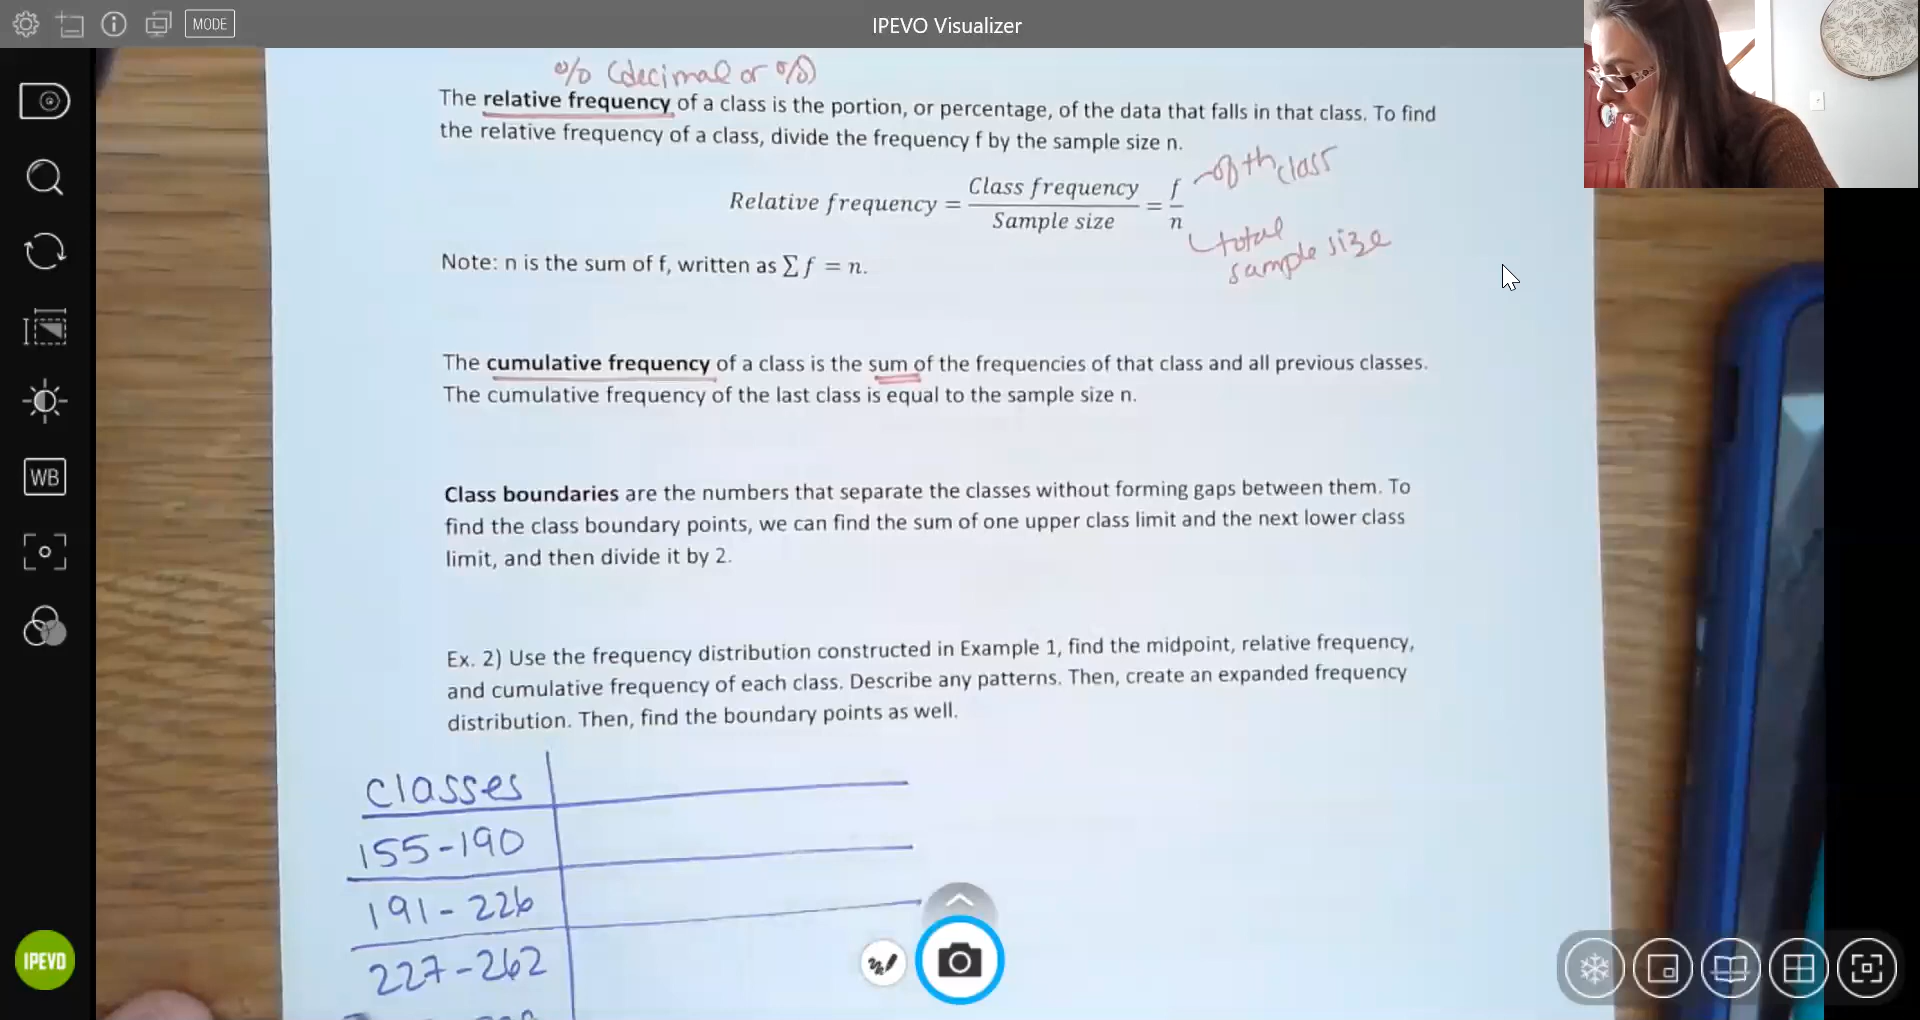 MODE
IPEVO Visualizer
% (decimal or %)
The relative frequency of a class is the portion, or percentage, of the data that falls in that class. To find
the relative frequency of a class, divide the frequency f by the sample size n.
Relative frequency = Class frequency / Sample size = f / n
of th class
total
sample size
Note: n is the sum of f, written as ∑ f = n.
The cumulative frequency of a class is the sum of the frequencies of that class and all previous classes.
The cumulative frequency of the last class is equal to the sample size n.
WB
Class boundaries are the numbers that separate the classes without forming gaps between them. To
find the class boundary points, we can find the sum of one upper class limit and the next lower class
limit, and then divide it by 2.
Ex. 2) Use the frequency distribution constructed in Example 1, find the midpoint, relative frequency,
and cumulative frequency of each class. Describe any patterns. Then, create an expanded frequency
distribution. Then, find the boundary points as well.
classes
155-190
191-226
227-262
IPEVO